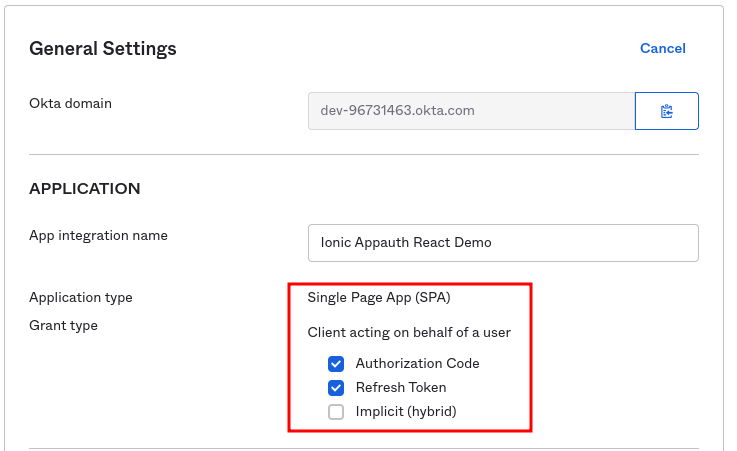 General Settings
Cancel
Okta domain
dev-96731463.okta.com
APPLICATION
App integration name
Ionic Appauth React Demo
Application type
Single Page App (SPA)
Grant type
Client acting on behalf of a user
Authorization Code
Refresh Token
Implicit (hybrid)